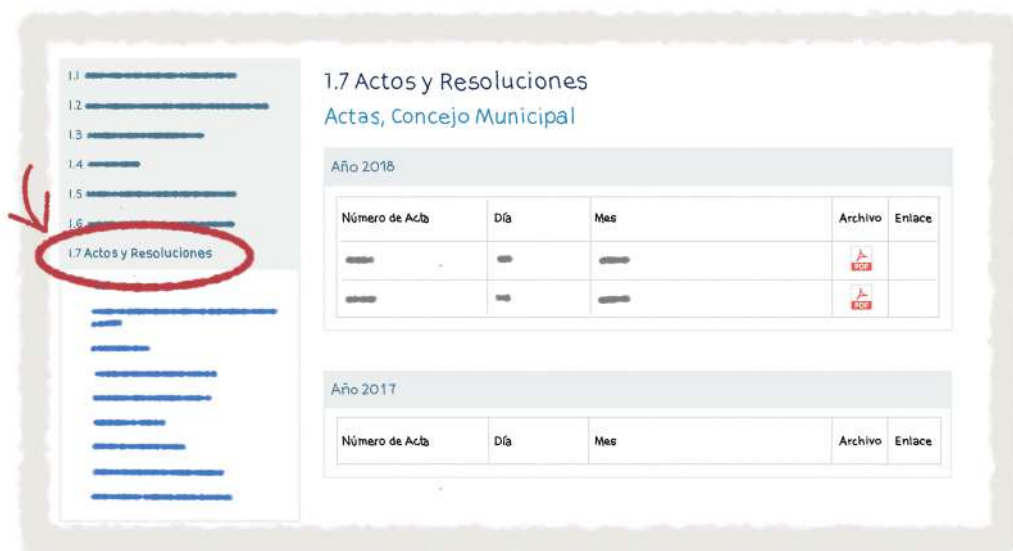 1.1
1.2
1.3
1.4
1.5
1.6
1.7 Actos y Resoluciones
1.7 Actos y Resoluciones
Actas, Concejo Municipal
Año 2018
Número de Acta Día Mes Archivo Enlace
PDF
PDF
Año 2017
Número de Acta Día Mes Archivo Enlace